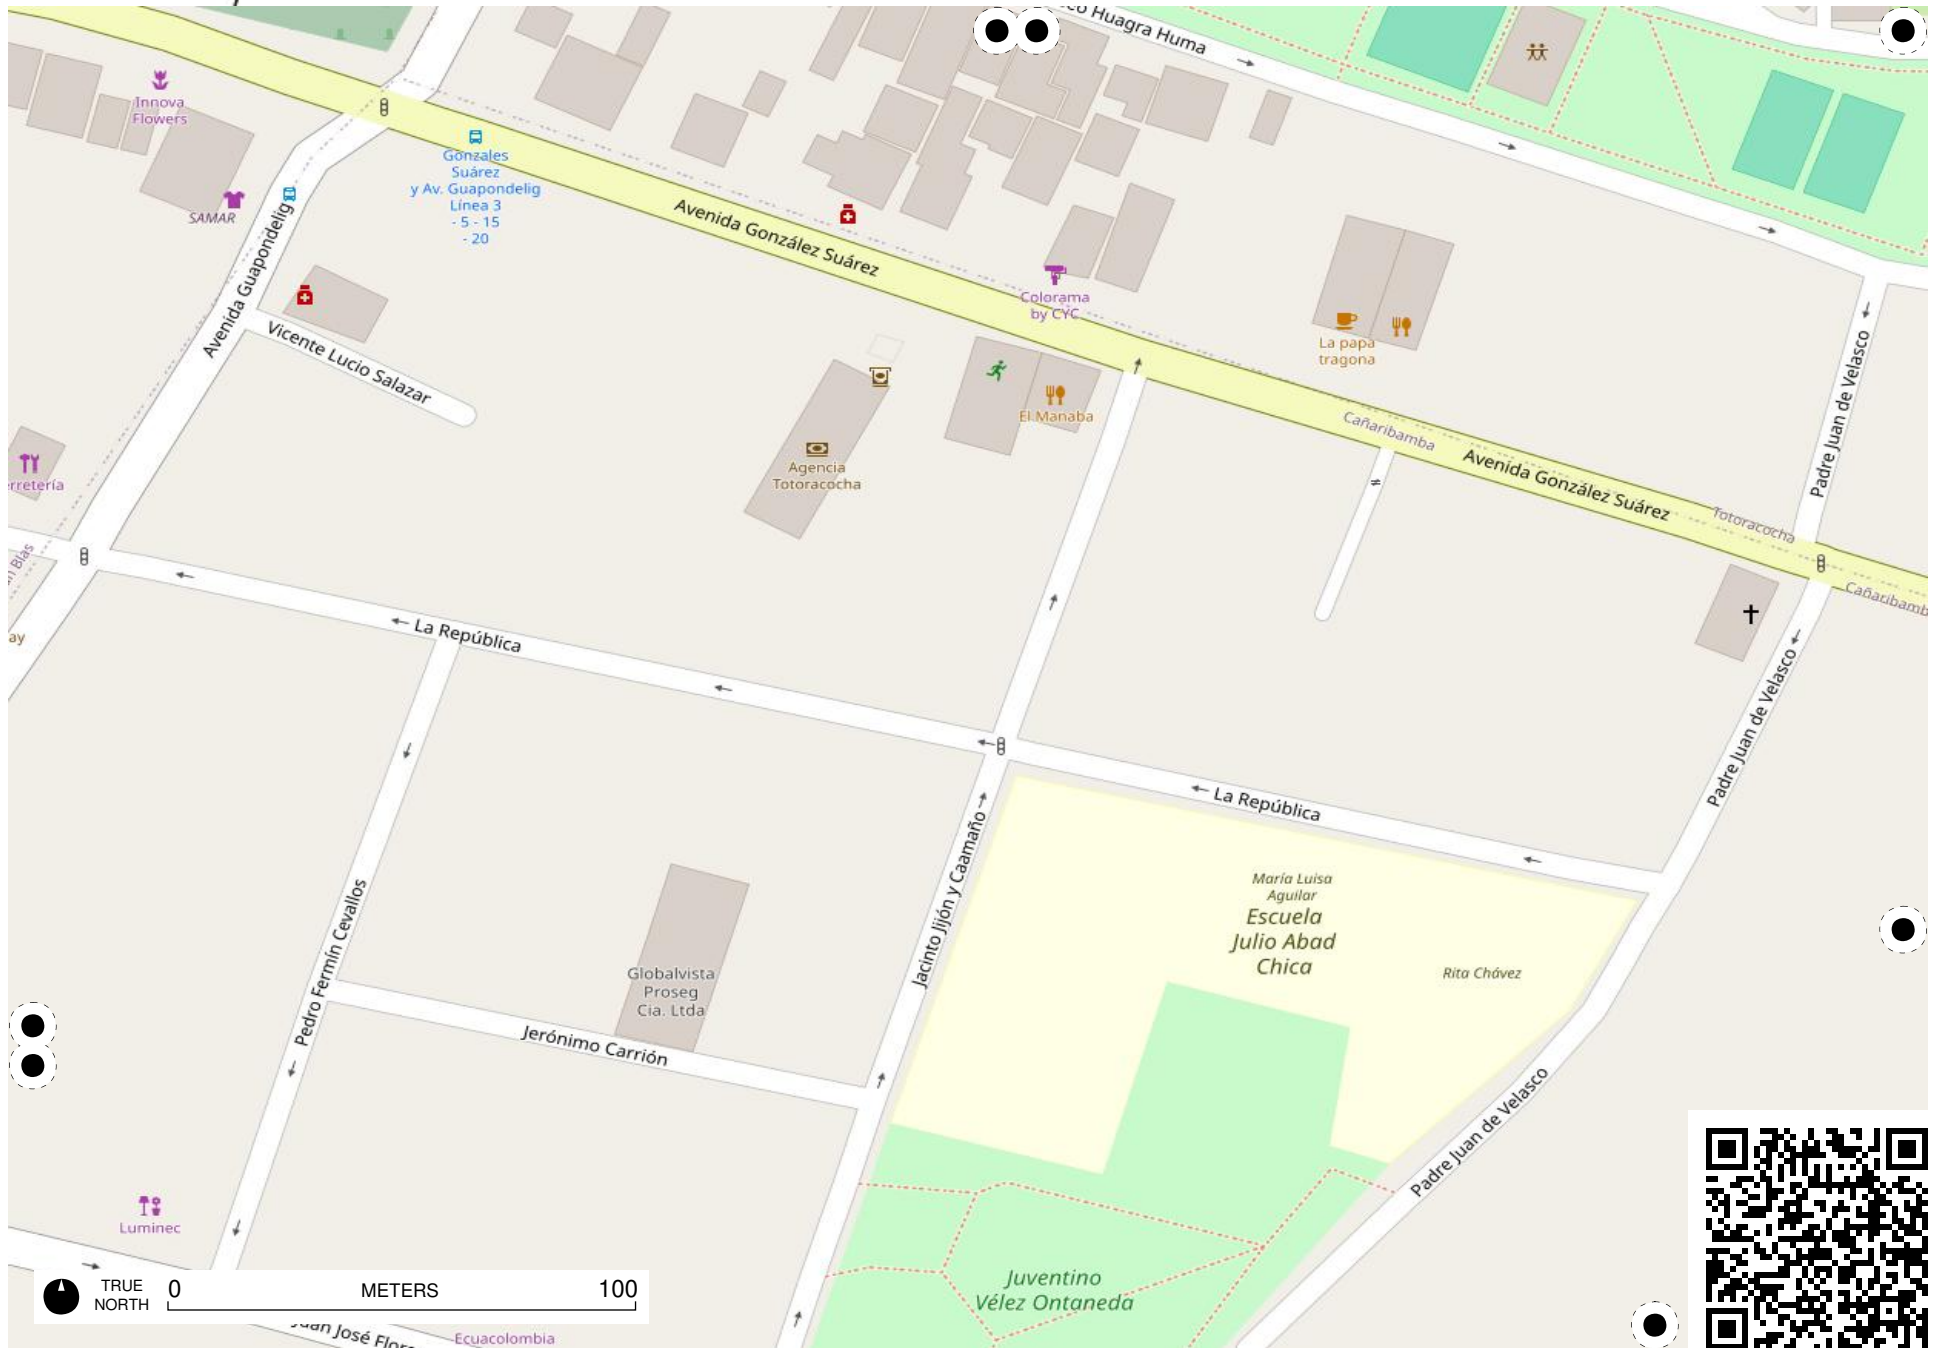 Huagra Huma
Innova
Flowers
SAMAR
Gonzales
Suárez
y Av. Guapondelig
Línea 3
- 5 - 15
- 20
Avenida González Suárez
Avenida Guapondelig
Vicente Lucio Salazar
Colorama
by CYC
La papa
tragona
Padre Juan de Velasco
El Manaba
Cañaribamba
Avenida González Suárez
Totoracocha
Agencia
Totoracocha
La República
Padre Juan de Velasco
La República
Jacinto Jijón y Caamaño
María Luisa
Aguilar
Escuela
Julio Abad
Chica
Rita Chávez
Pedro Fermín Cevallos
Globalvista
Proseg
Cia. Ltda
Jerónimo Carrión
Padre Juan de Velasco
Luminec
Juventino
Vélez Ontaneda
TRUE
NORTH
0 METERS 100
Ecuacolombia